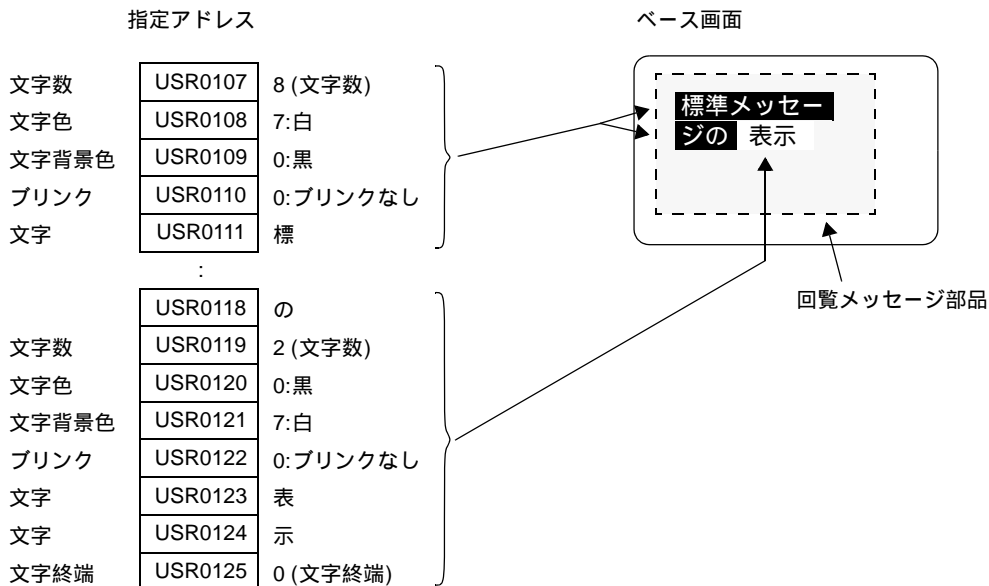 指定アドレス ベース画面
文字数 USR0107 8 (文字数)
文字色 USR0108 7:白
文字背景色 USR0109 0:黒
ブリンク USR0110 0:ブリンクなし
文字 USR0111 標
:
USR0118 の
文字数 USR0119 2 (文字数)
文字色 USR0120 0:黒
文字背景色 USR0121 7:白
ブリンク USR0122 0:ブリンクなし
文字 USR0123 表
文字 USR0124 示
文字終端 USR0125 0 (文字終端)
標準メッセー
ジの 表示
回覧メッセージ部品